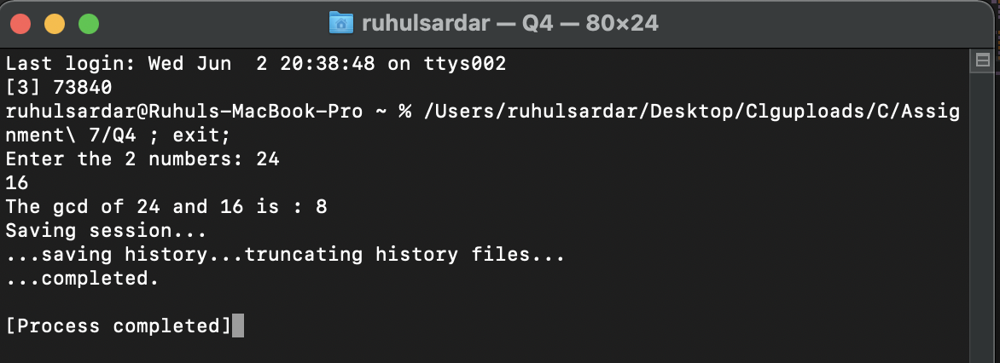 ruhulsardar — Q4 — 80×24
Last login: Wed Jun  2 20:38:48 on ttys002
[3] 73840
ruhulsardar@Ruhuls-MacBook-Pro ~ % /Users/ruhulsardar/Desktop/Clguploads/C/Assig
nment\ 7/Q4 ; exit;
Enter the 2 numbers: 24
16
The gcd of 24 and 16 is : 8
Saving session...
...saving history...truncating history files...
...completed.
[Process completed]